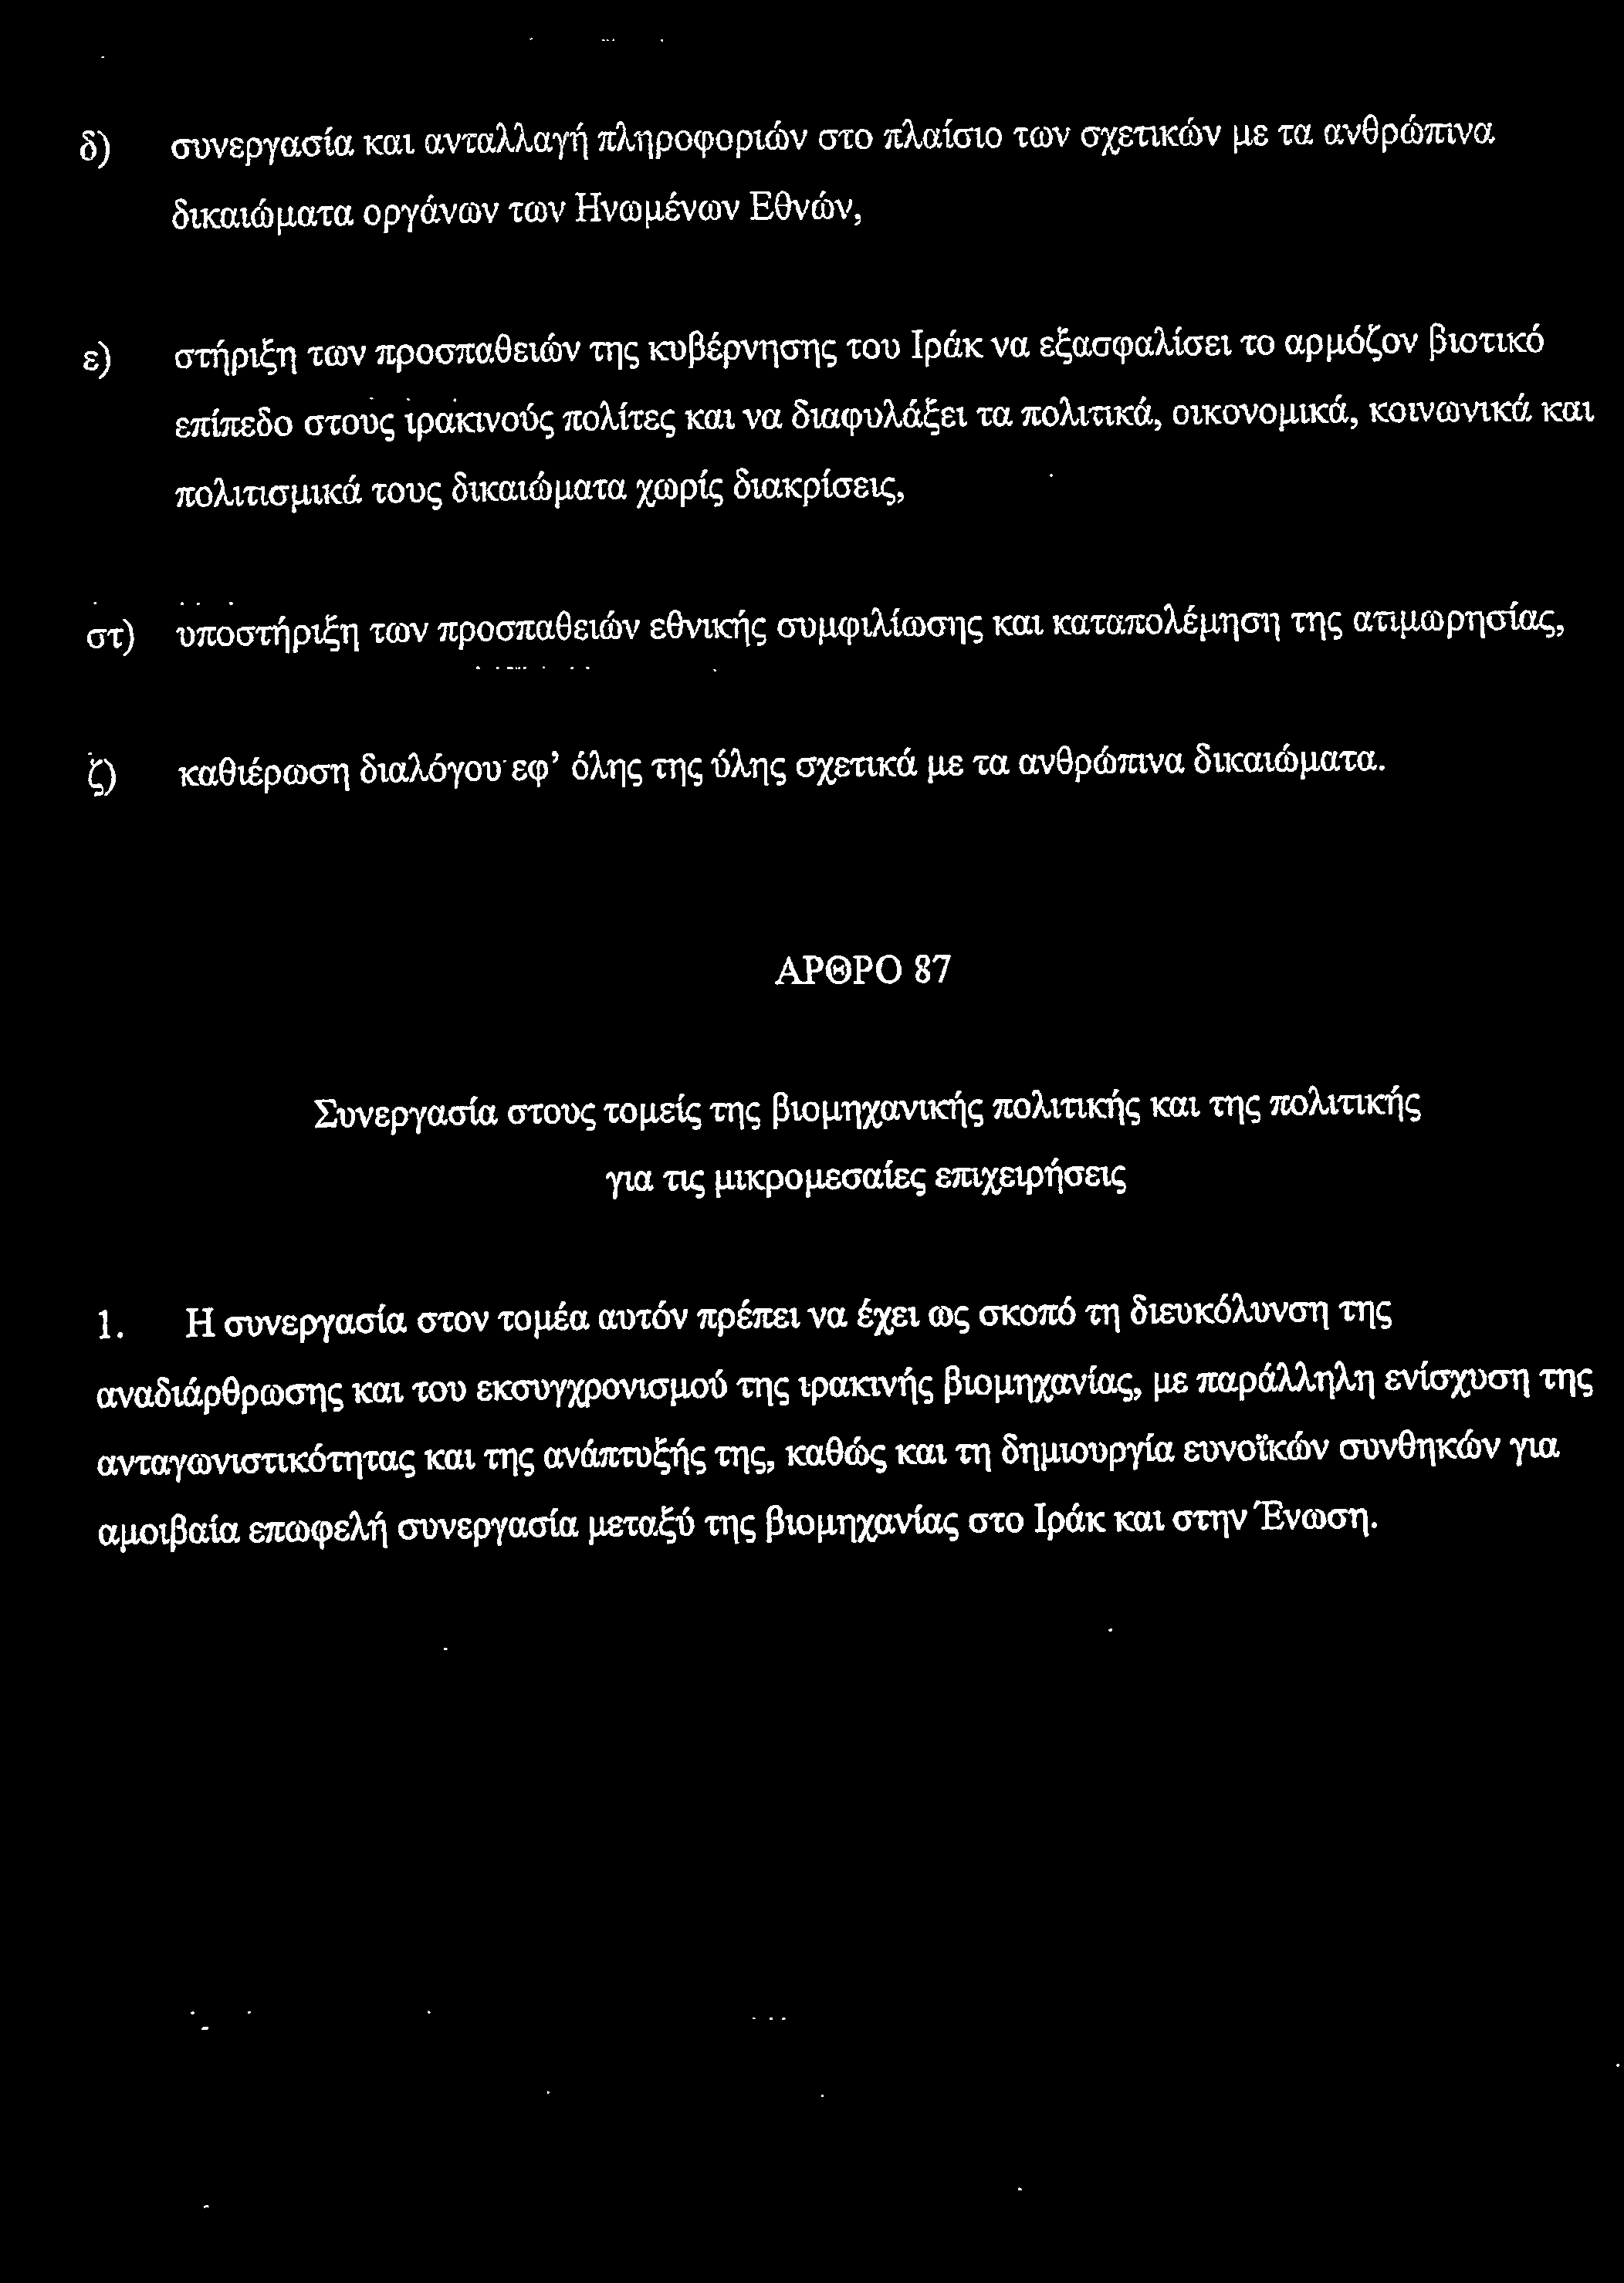 δ) συνεργασία και ανταλλαγή πληροφοριών στο πλαίσιο των σχετικών με τα ανθρώπινα
δικαιώματα οργάνων των Ηνωμένων Εθνών,
ε) στήριξη των προσπαθειών της κυβέρνησης του Ιράκ να εξασφαλίσει το αρμόζον βιοτικό
επίπεδο στους ιρακινούς πολίτες και να διαφυλάξει τα πολιτικά, οικονομικά, κοινωνικά και
πολιτισμικά τους δικαιώματα χωρίς διακρίσεις,
στ) υποστήριξη των προσπαθειών εθνικής συμφιλίωσης και καταπολέμηση της ατιμωρησίας,
ζ) καθιέρωση διαλόγου εφ’ όλης της ύλης σχετικά με τα ανθρώπινα δικαιώματα.
ΑΡΘΡΟ 87
Συνεργασία στους τομείς της βιομηχανικής πολιτικής και της πολιτικής
για τις μικρομεσαίες επιχειρήσεις
1. Η συνεργασία στον τομέα αυτόν πρέπει να έχει ως σκοπό τη διευκόλυνση της
αναδιάρθρωσης και του εκσυγχρονισμού της ιρακινής βιομηχανίας, με παράλληλη ενίσχυση της
ανταγωνιστικότητας και της ανάπτυξής της, καθώς και τη δημιουργία ευνοϊκών συνθηκών για
αμοιβαία επωφελή συνεργασία μεταξύ της βιομηχανίας στο Ιράκ και στην Ένωση.